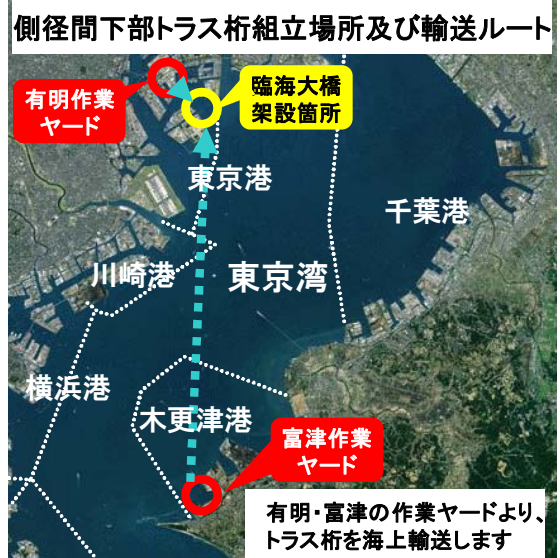 側径間下部トラス桁組立場所及び輸送ルート
有明作業
ヤード
臨海大橋
架設箇所
東京港
千葉港
川崎港
東京湾
横浜港
木更津港
富津作業
ヤード
有明・富津の作業ヤードより、
トラス桁を海上輸送します